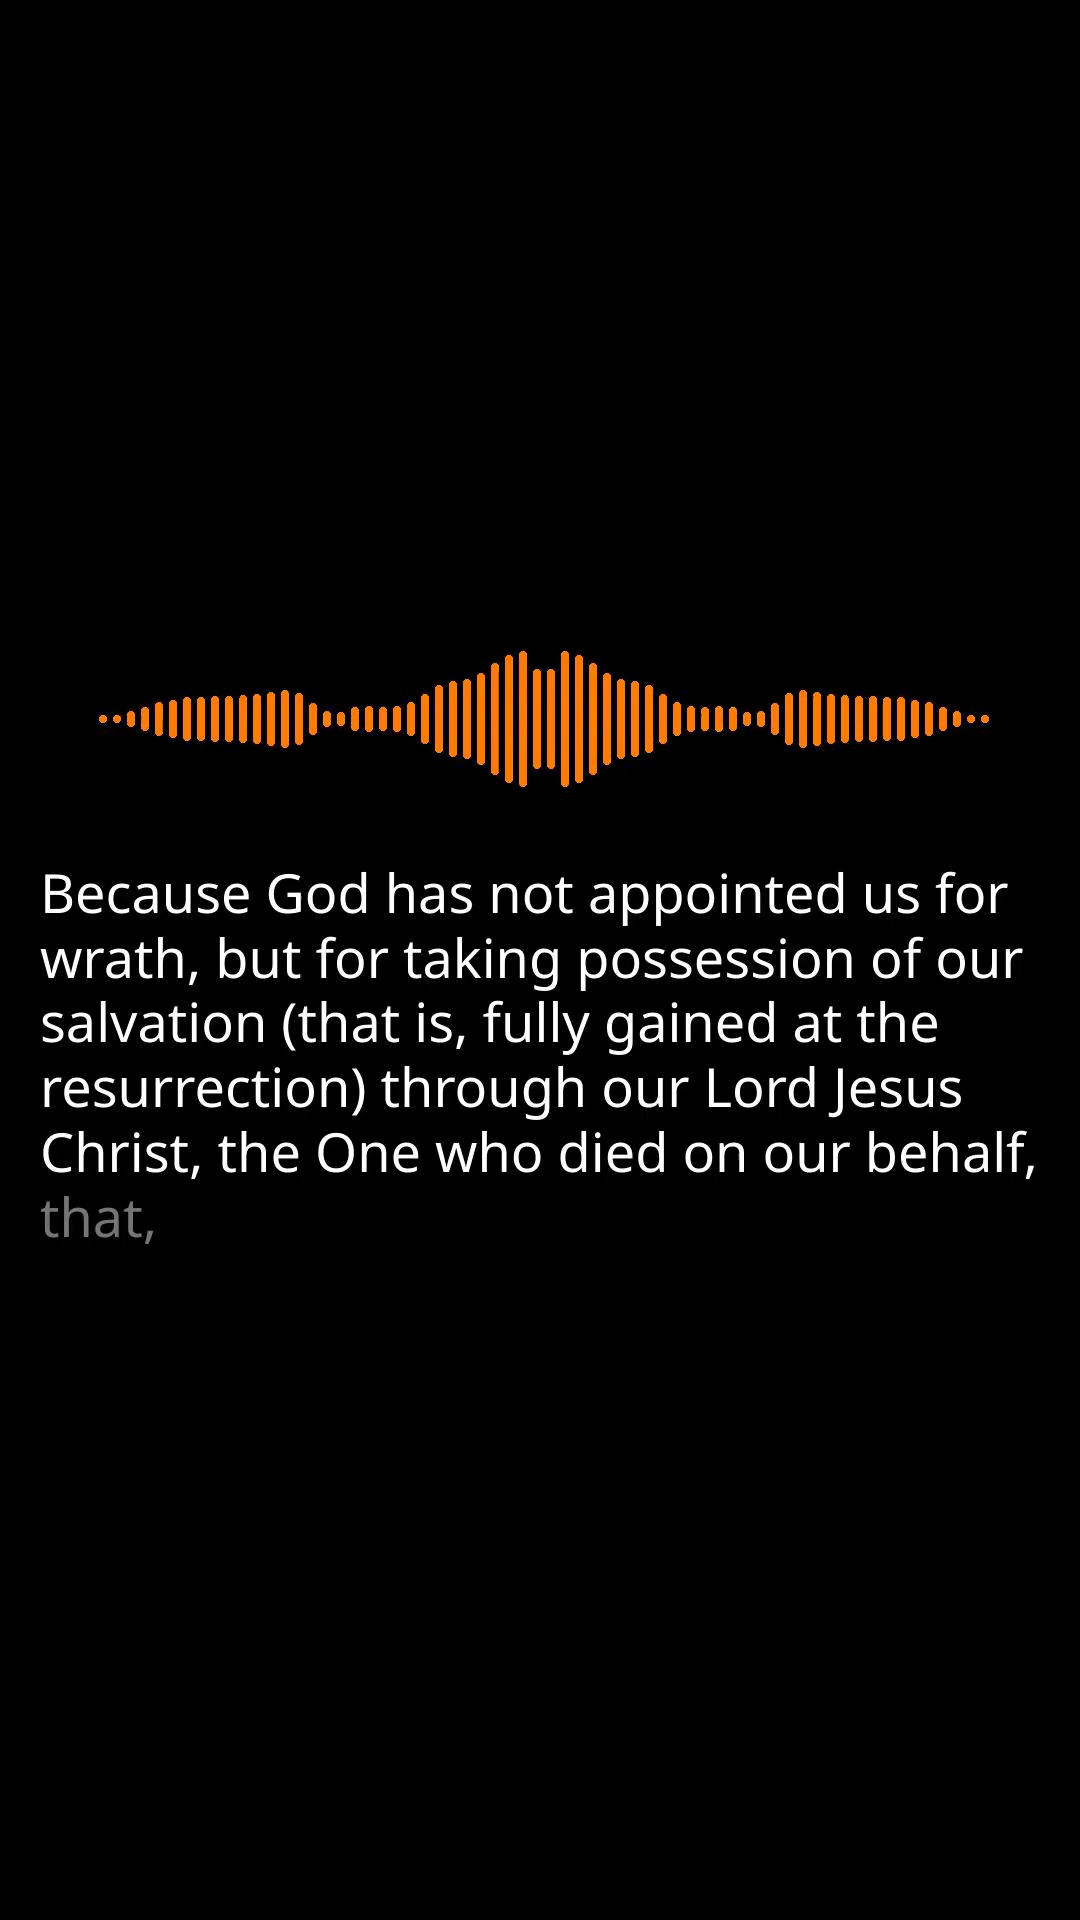 Because God has not appointed us for
wrath, but for taking possession of our
salvation (that is, fully gained at the
resurrection) through our Lord Jesus
Christ, the One who died on our behalf,
that,